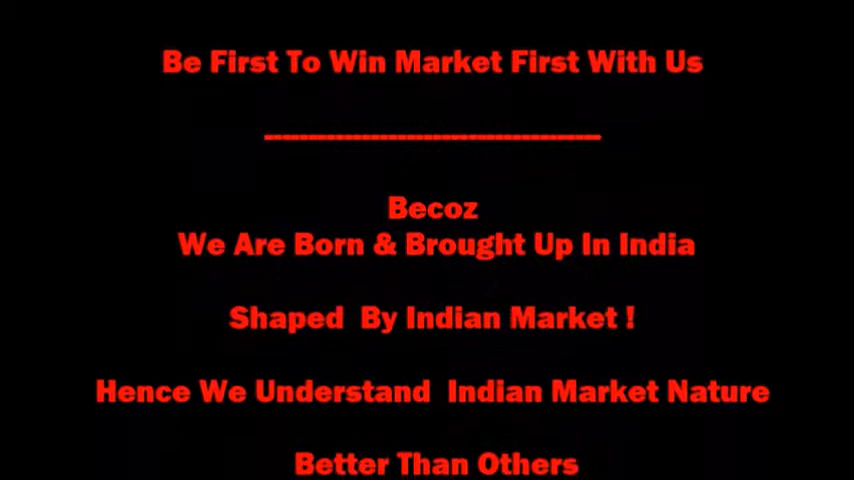 Be First To Win Market First With Us
----------------------------------------
Becoz
We Are Born & Brought Up In India
Shaped  By Indian Market !
Hence We Understand  Indian Market Nature
Better Than Others